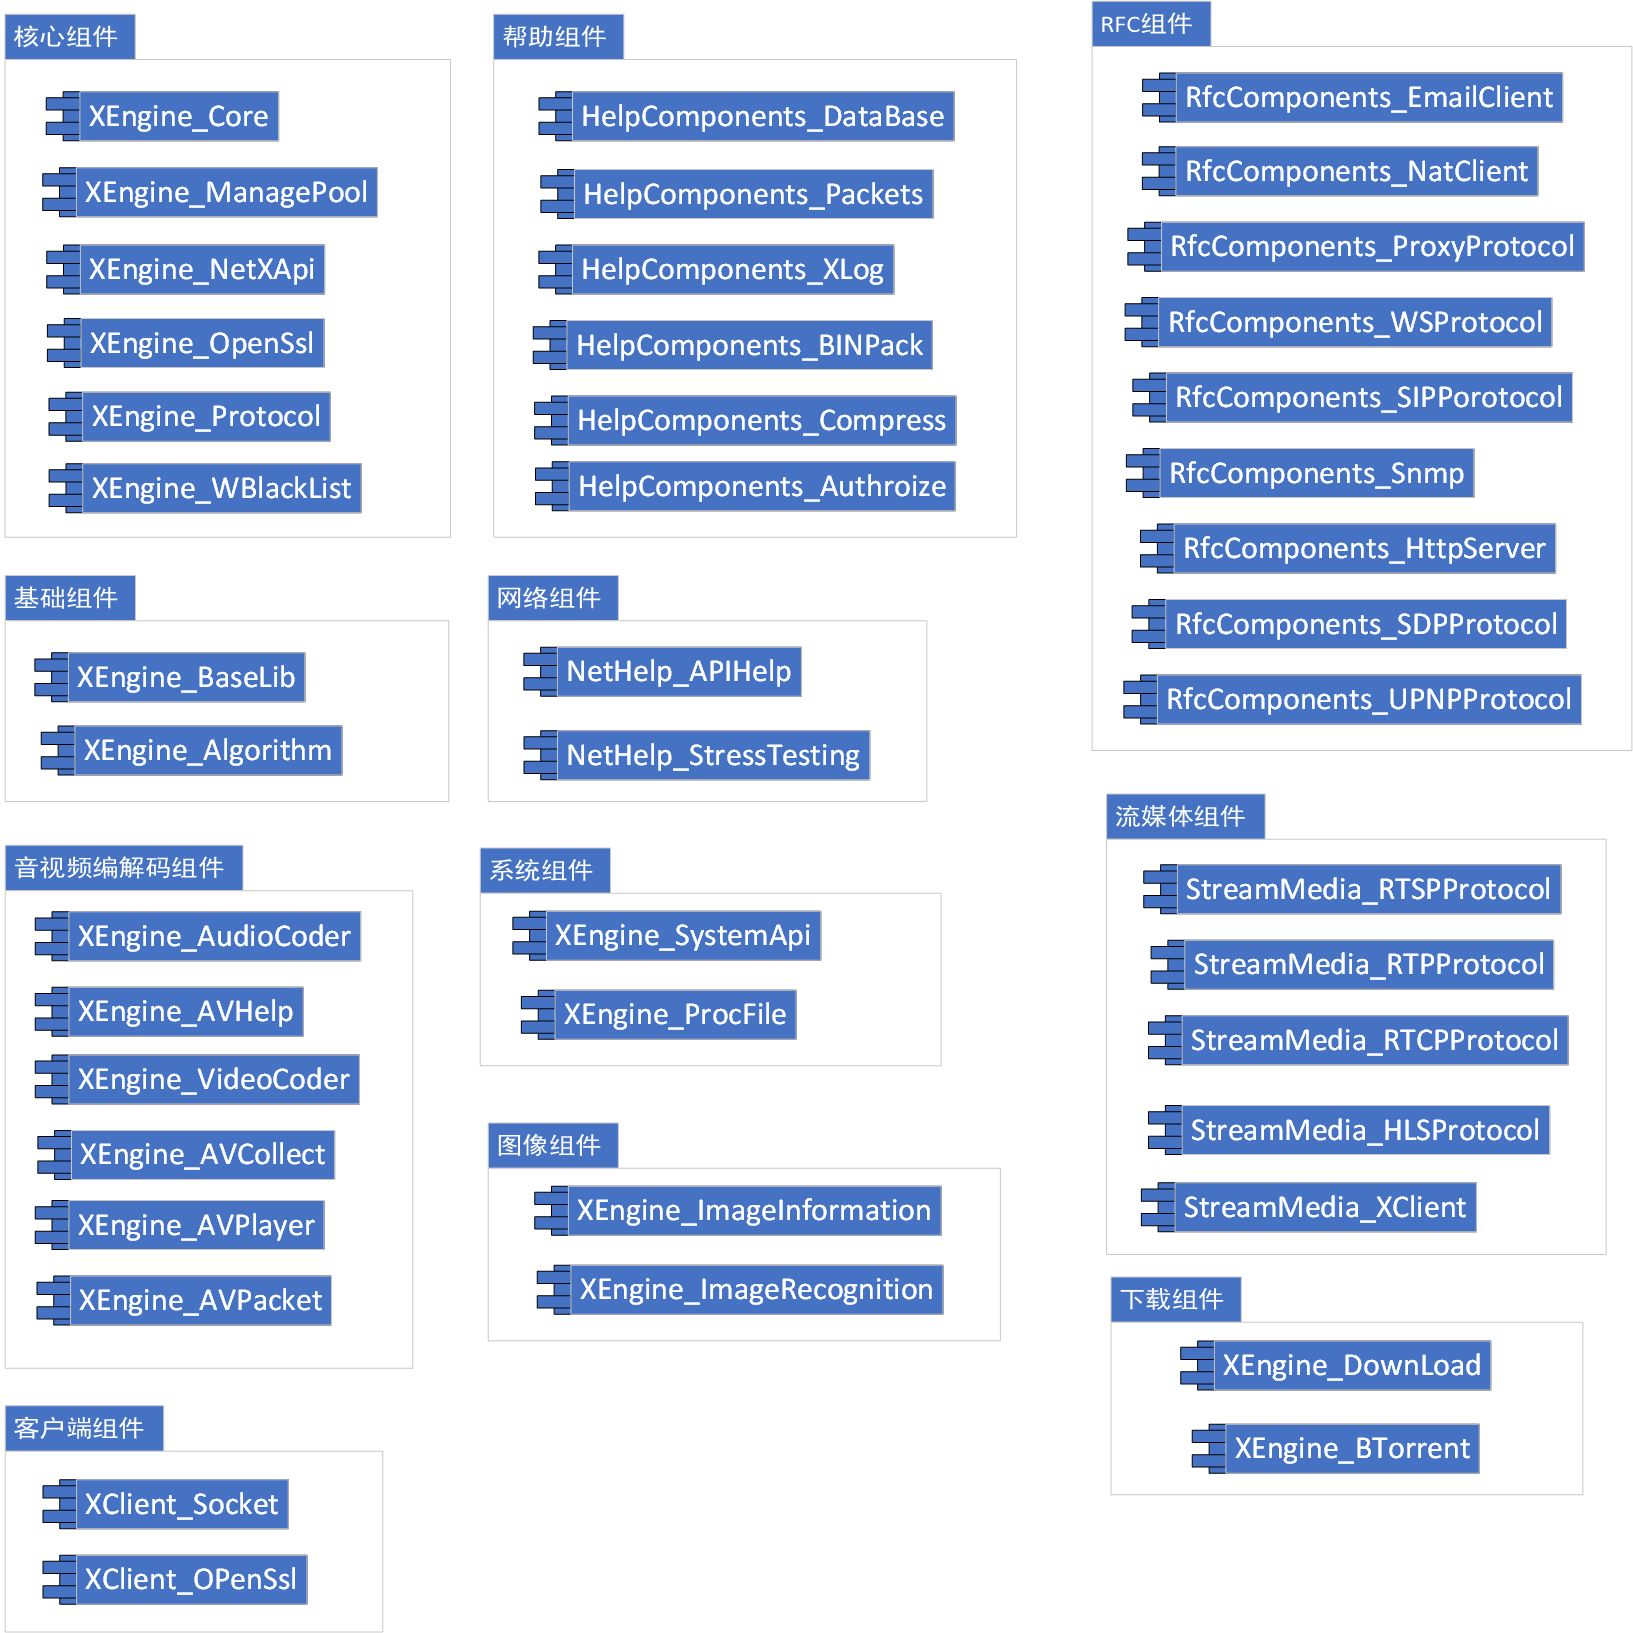 核心组件
XEngine_Core
XEngine_ManagePool
XEngine_NetXApi
XEngine_OpenSsl
XEngine_Protocol
XEngine_WBlackList
基础组件
XEngine_BaseLib
XEngine_Algorithm
音视频编解码组件
XEngine_AudioCoder
XEngine_AVHelp
XEngine_VideoCoder
XEngine_AVCollect
XEngine_AVPlayer
XEngine_AVPacket
客户端组件
XClient_Socket
XClient_OPenSsl
帮助组件
HelpComponents_DataBase
HelpComponents_Packets
HelpComponents_XLog
HelpComponents_BINPack
HelpComponents_Compress
HelpComponents_Authroize
网络组件
NetHelp_APIHelp
NetHelp_StressTesting
系统组件
XEngine_SystemApi
XEngine_ProcFile
图像组件
XEngine_ImageInformation
XEngine_ImageRecognition
RFC组件
RfcComponents_EmailClient
RfcComponents_NatClient
RfcComponents_ProxyProtocol
RfcComponents_WSProtocol
RfcComponents_SIPPorotocol
RfcComponents_Snmp
RfcComponents_HttpServer
RfcComponents_SDPProtocol
RfcComponents_UPNPProtocol
流媒体组件
StreamMedia_RTSPProtocol
StreamMedia_RTPProtocol
StreamMedia_RTCPProtocol
StreamMedia_HLSProtocol
StreamMedia_XClient
下载组件
XEngine_DownLoad
XEngine_BTorrent